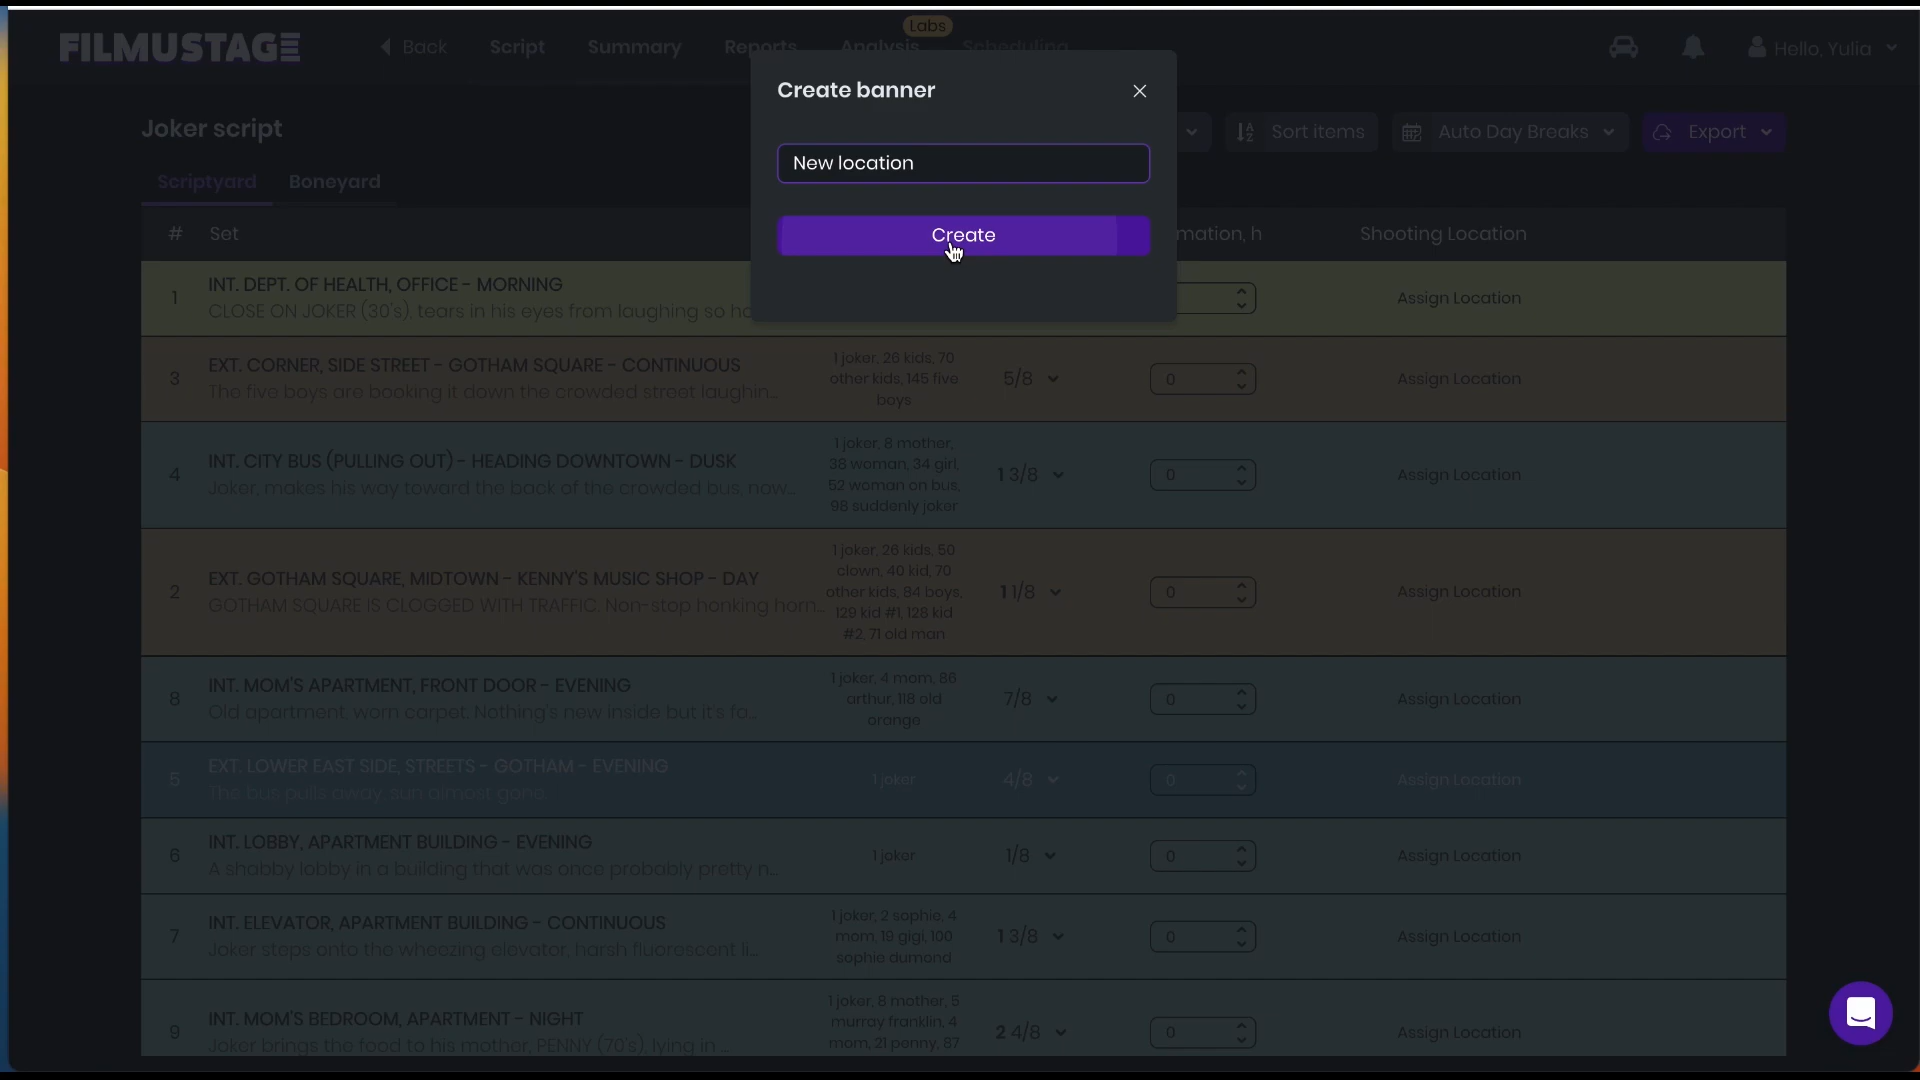 FILMUSTAGE
Back
Script
Summary
Reports
Analysis
Labs
Scheduling
Hello, Yulia
Create banner
New location
Create
Joker script
Sort items
Auto Day Breaks
Export
Scriptyard
Boneyard
# Set
mation, h
Shooting Location
1
INT. DEPT. OF HEALTH, OFFICE - MORNING
CLOSE ON JOKER (30's), tears in his eyes from laughing so
Assign Location
3
EXT. CORNER, SIDE STREET - GOTHAM SQUARE - CONTINUOUS
The five boys are booking it down the crowded street laughin...
1 joker, 26 kids, 70
other kids, 145 five
boys
5/8
0
Assign Location
4
INT. CITY BUS (PULLING OUT) - HEADING DOWNTOWN - DUSK
Joker, makes his way toward the back of the crowded bus, now...
1 joker, 8 mother,
38 woman, 34 girl,
52 woman on bus,
98 suddenly joker
1 3/8
0
Assign Location
2
EXT. GOTHAM SQUARE, MIDTOWN - KENNY'S MUSIC SHOP - DAY
GOTHAM SQUARE IS CLOGGED WITH TRAFFIC. Non-stop honking horn...
1 joker, 26 kids, 50
clown, 40 kid, 70
other kids, 84 boys,
129 kid #1, 128 kid
#2, 71 old man
1 1/8
0
Assign Location
8
INT. MOM'S APARTMENT, FRONT DOOR - EVENING
Old apartment, worn carpet. Nothing's new inside but it's fa...
1 joker, 4 mom, 86
arthur, 118 old
orange
7/8
0
Assign Location
5
EXT. LOWER EAST SIDE, STREETS - GOTHAM - EVENING
The bus pulls away, sun almost gone
1 joker
4/8
0
Assign Location
6
INT. LOBBY, APARTMENT BUILDING - EVENING
A shabby lobby in a building that was once probably pretty n...
1 joker
1/8
0
Assign Location
7
INT. ELEVATOR, APARTMENT BUILDING - CONTINUOUS
Joker steps onto the wheezing elevator, harsh fluorescent li...
1 joker, 2 sophie, 4
mom, 19 gigi, 100
sophie dumond
1 3/8
0
Assign Location
9
INT. MOM'S BEDROOM, APARTMENT - NIGHT
Joker brings the food to his mother, PENNY (70's), lying in ...
1 joker, 8 mother, 5
murray franklin, 4
mom, 21 penny, 87
2 4/8
0
Assign Location